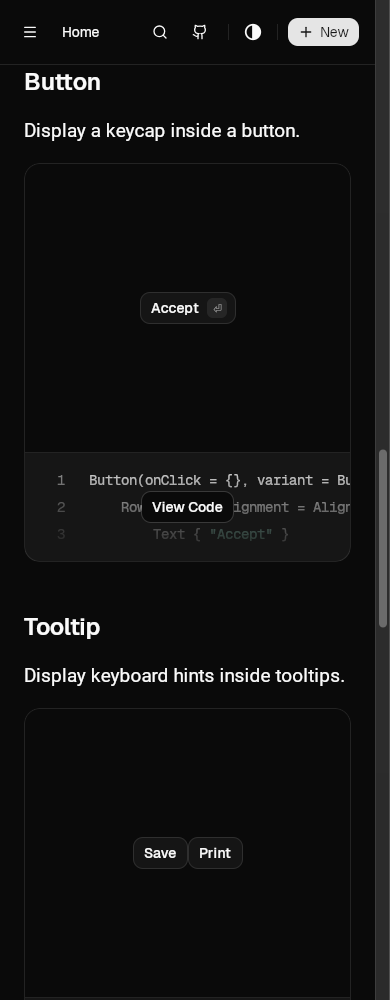 Home
New
Button
Display a keycap inside a button.
Accept ⏎
1 Button(onClick = {}, variant = Bu
2 Row ignment = Align
3 Text { "Accept" }
View Code
Tooltip
Display keyboard hints inside tooltips.
Save Print